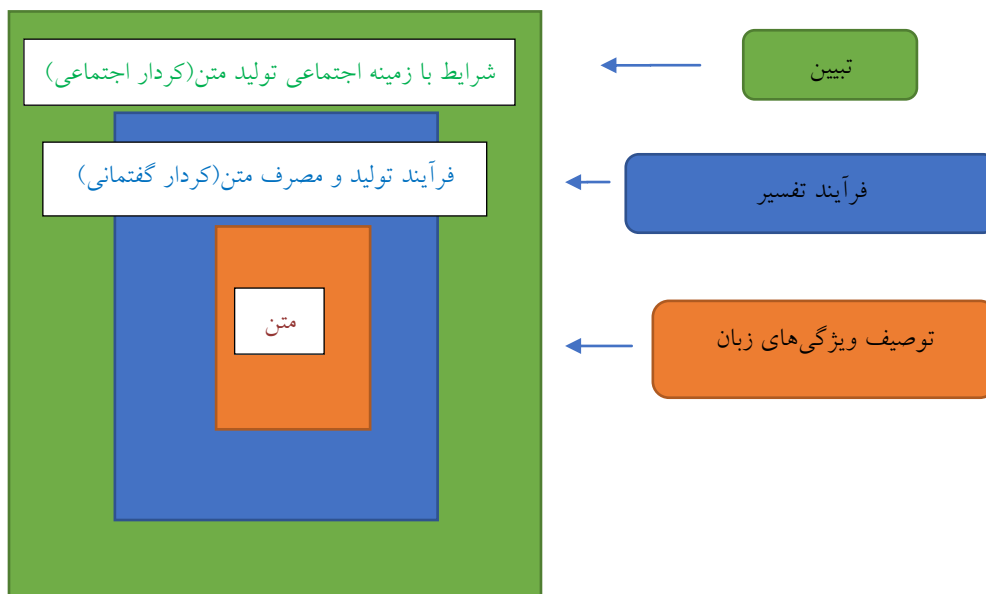 تبیین
شرایط با زمینه اجتماعی تولید متن(کردار اجتماعی)
فرآیند تفسیر
فرآیند تولید و مصرف متن(کردار گفتمانی)
توصیف ویژگی‌های زبان
متن